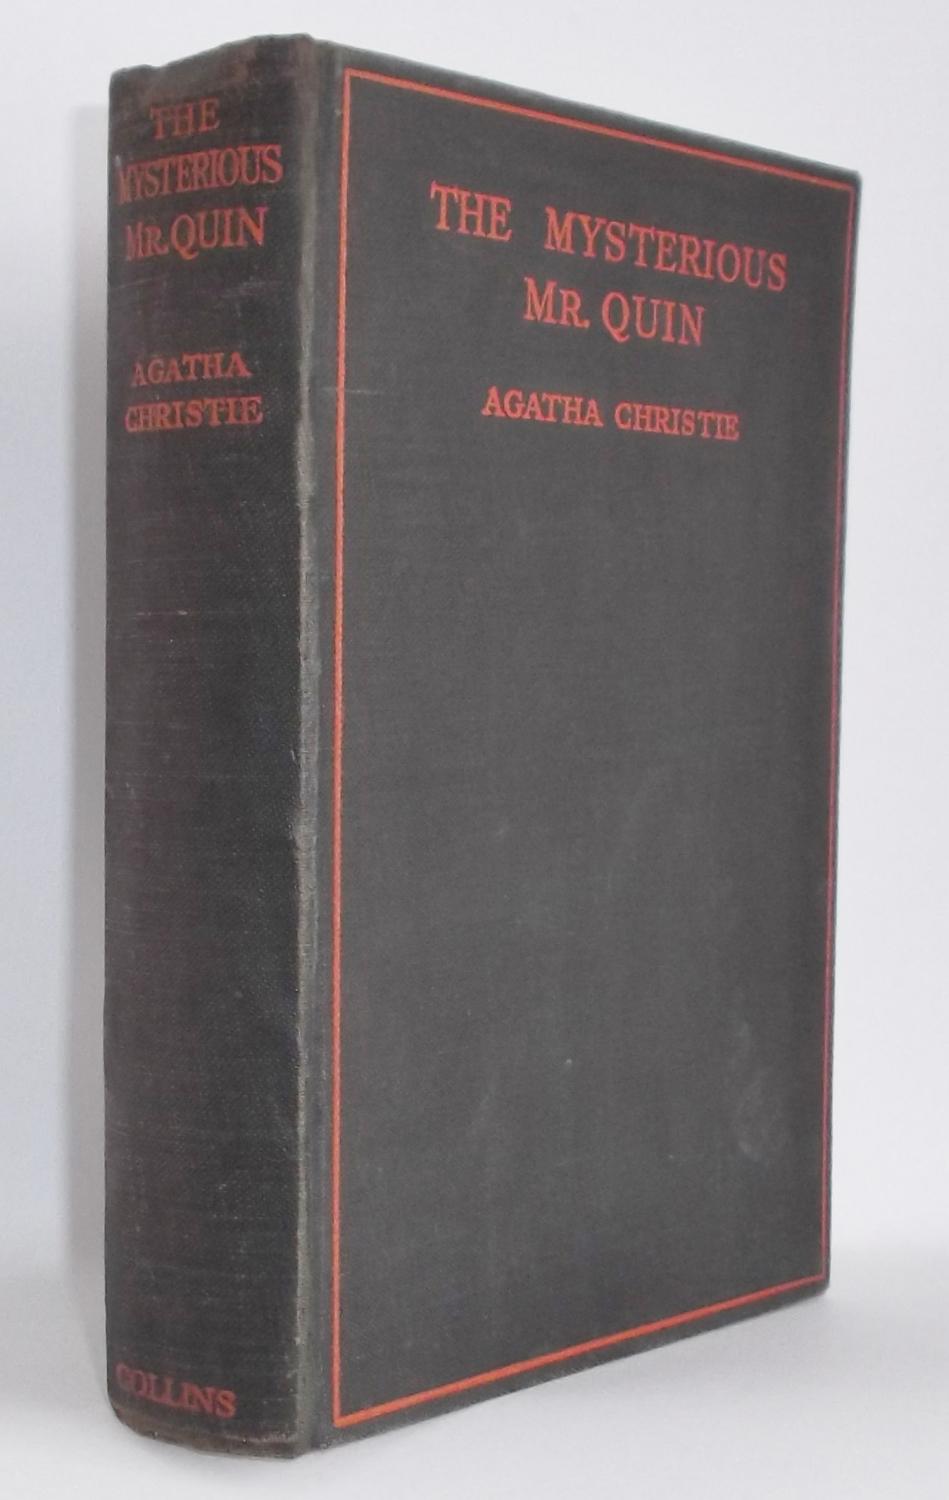 THE
MYSTERIOUS
MR. QUIN
AGATHA
CHRISTIE
COLLINS
THE MYSTERIOUS
MR. QUIN
AGATHA CHRISTIE